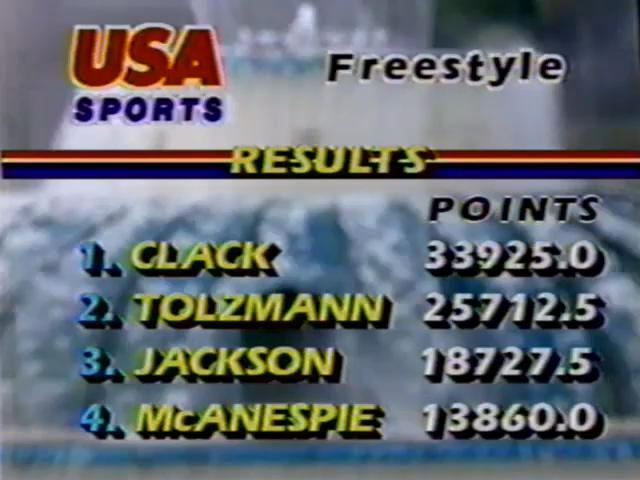 USA
SPORTS
Freestyle
RESULTS
POINTS
1. CLACK 33925.0
2. TOLZMANN 25712.5
3. JACKSON 18727.5
4. McANESPIE 13860.0